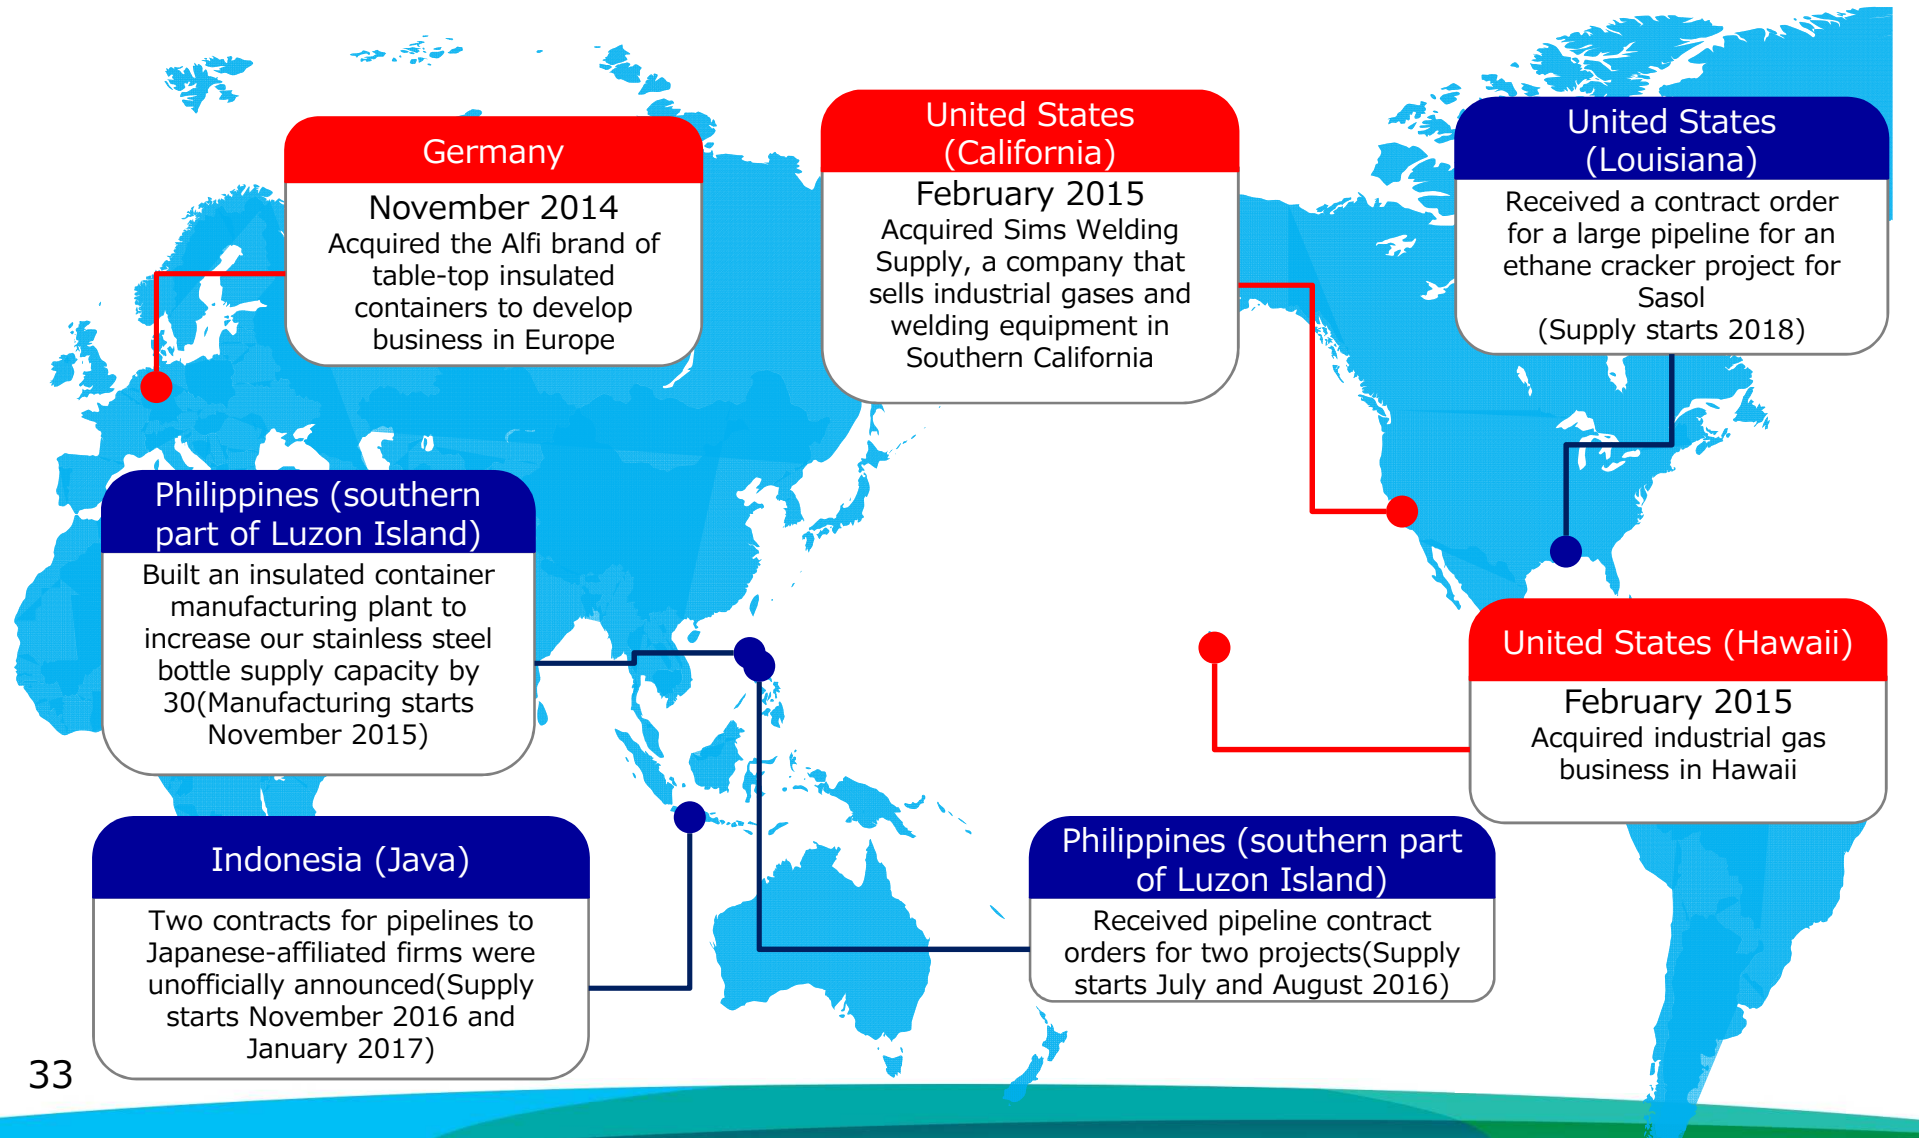 Germany
November 2014
Acquired the Alfi brand of
table-top insulated
containers to develop
business in Europe
United States
(California)
February 2015
Acquired Sims Welding
Supply, a company that
sells industrial gases and
welding equipment in
Southern California
United States
(Louisiana)
Received a contract order
for a large pipeline for an
ethane cracker project for
Sasol
(Supply starts 2018)
Philippines (southern
part of Luzon Island)
Built an insulated container
manufacturing plant to
increase our stainless steel
bottle supply capacity by
30(Manufacturing starts
November 2015)
United States (Hawaii)
February 2015
Acquired industrial gas
business in Hawaii
Indonesia (Java)
Two contracts for pipelines to
Japanese-affiliated firms were
unofficially announced(Supply
starts November 2016 and
January 2017)
Philippines (southern part
of Luzon Island)
Received pipeline contract
orders for two projects(Supply
starts July and August 2016)
33